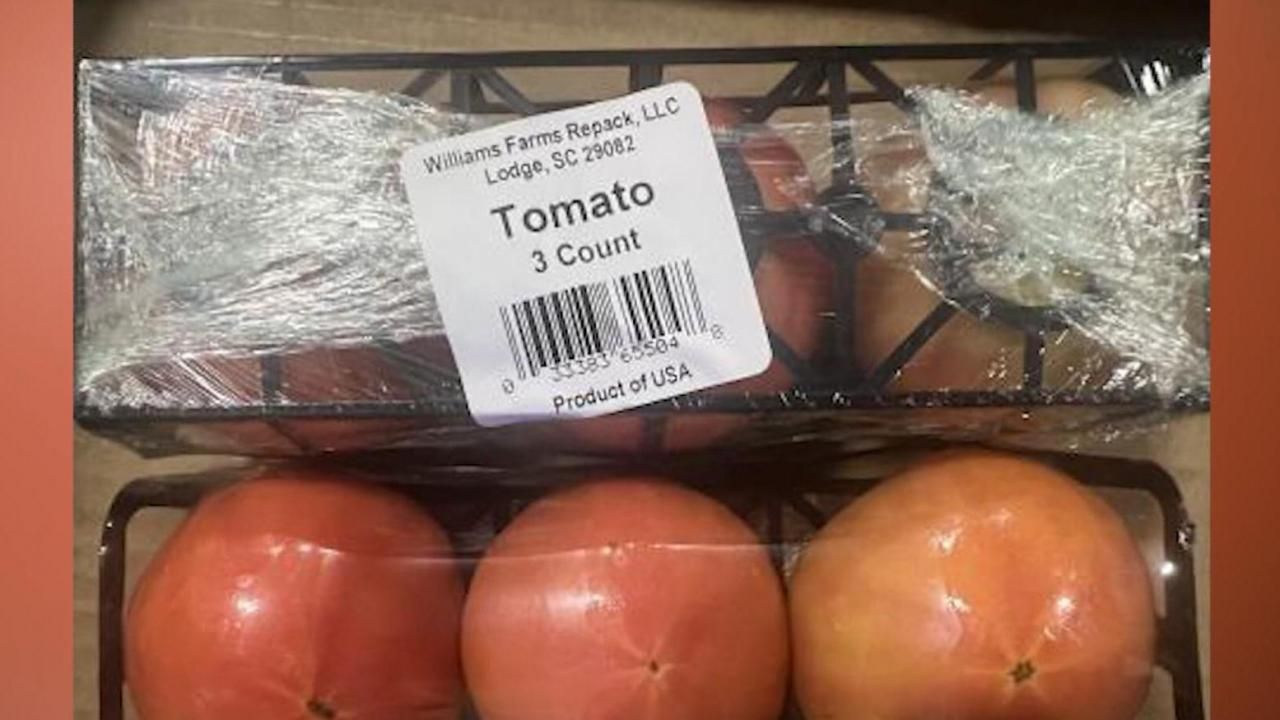 Williams Farms Repack, LLC
Lodge, SC 29082
Tomato
3 Count
0 33383 65504 8
Product of USA